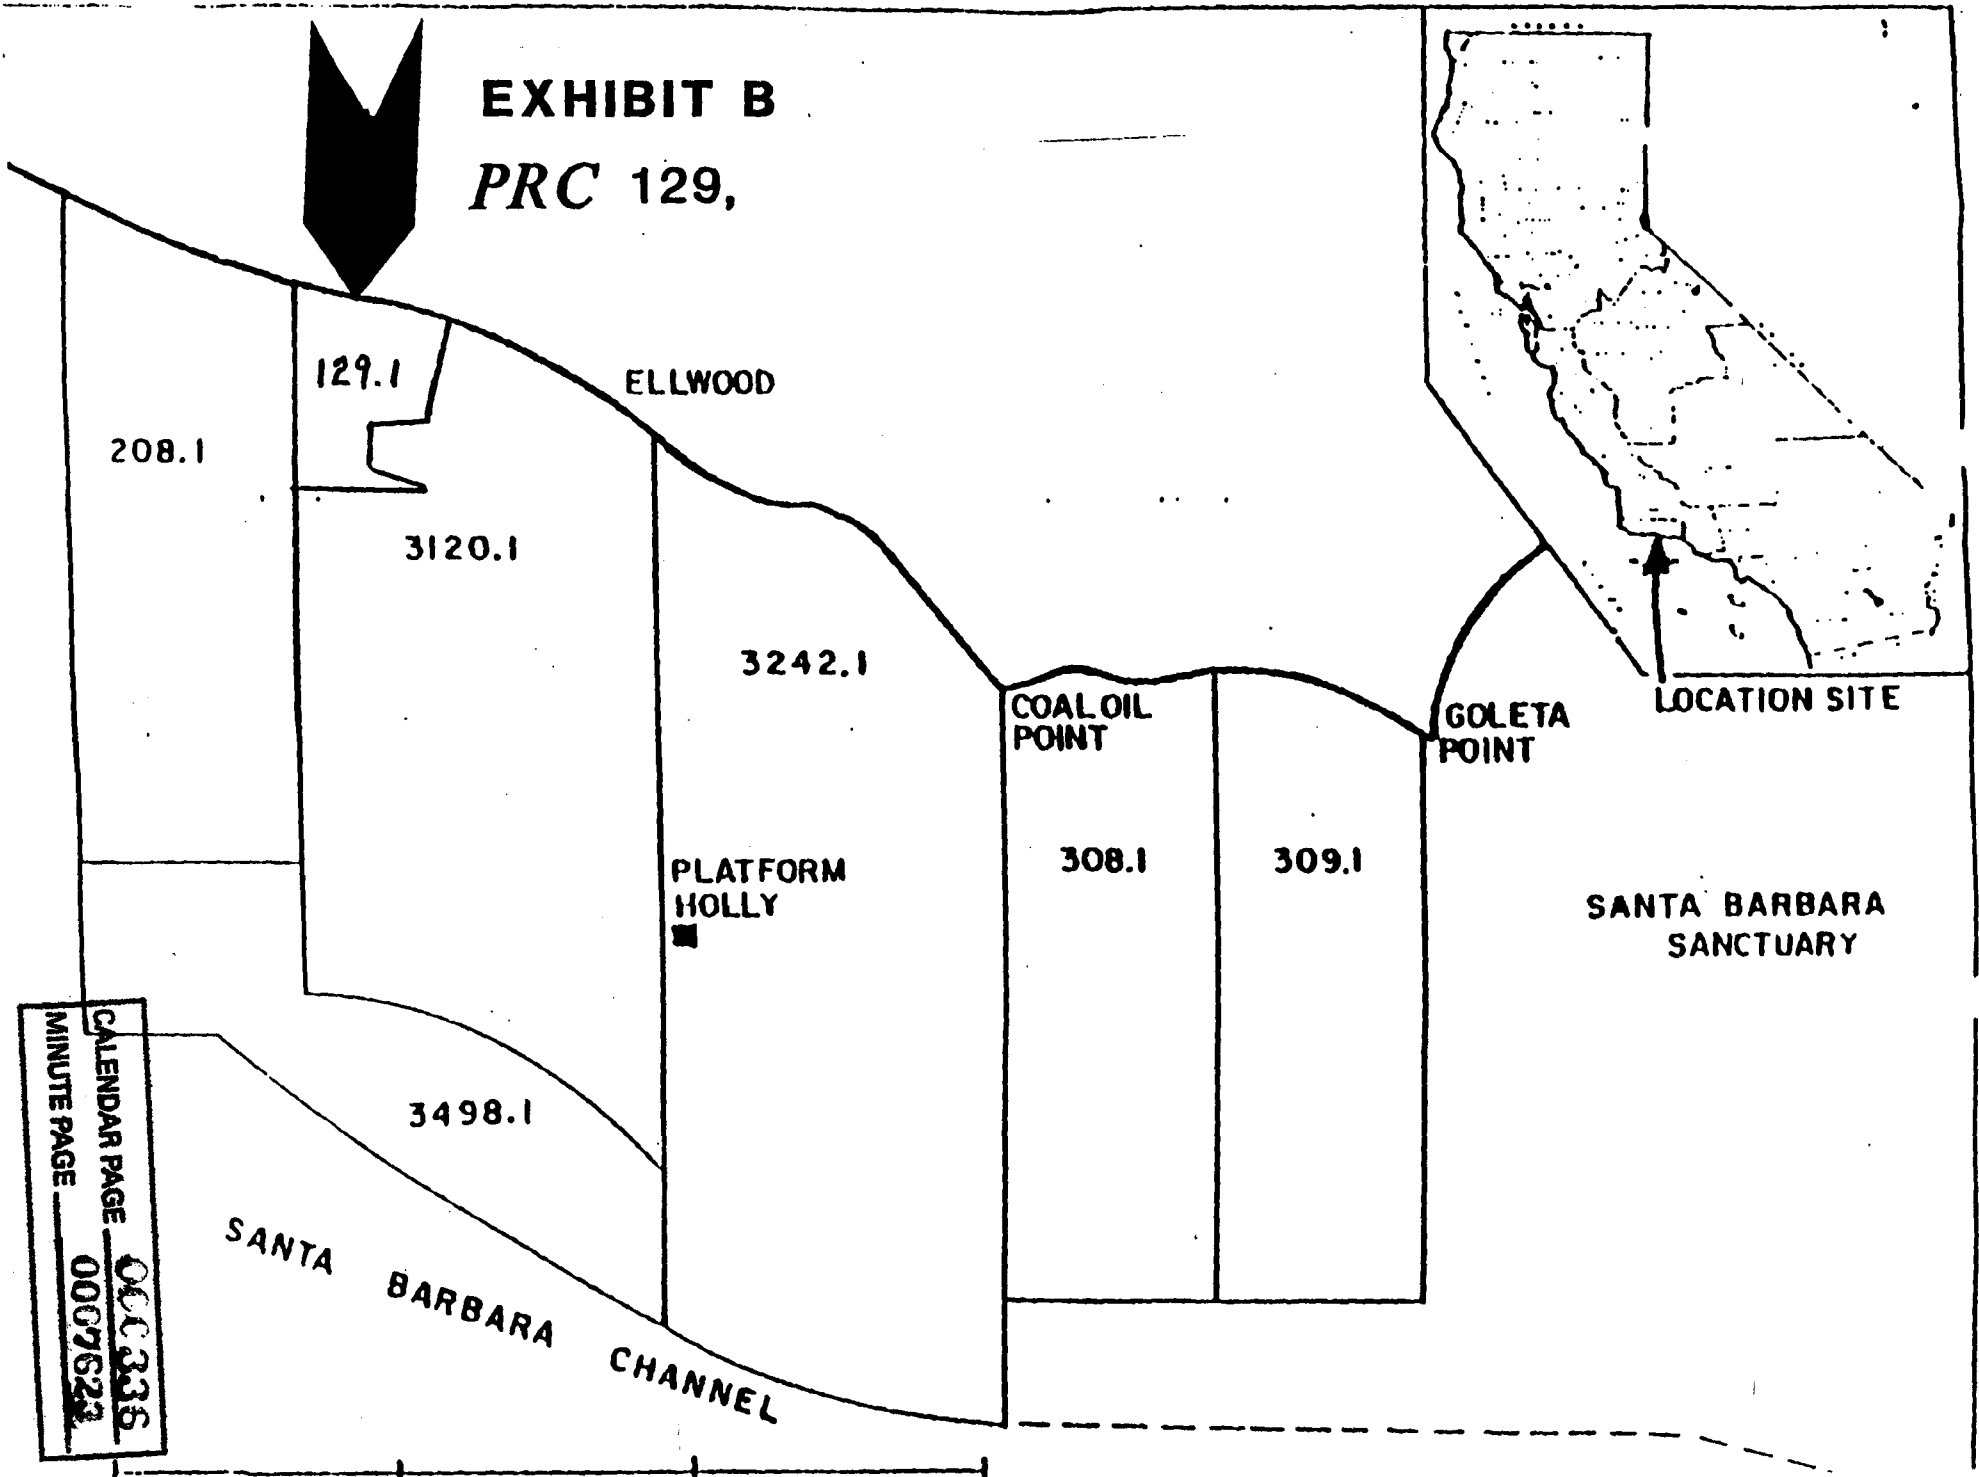 EXHIBIT B
PRC 129,
129.1
ELLWOOD
208.1
3120.1
3242.1
COAL OIL
POINT
GOLETA
POINT
LOCATION SITE
308.1
309.1
PLATFORM
HOLLY
SANTA BARBARA
SANCTUARY
3498.1
SANTA BARBARA CHANNEL
CALENDAR PAGE 000336
MINUTE PAGE